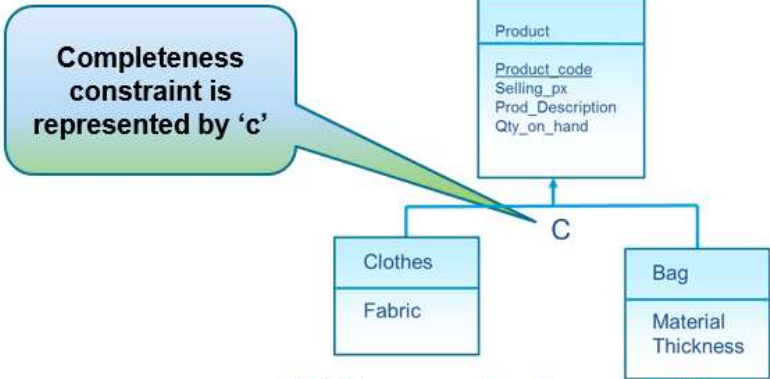 Completeness
constraint is
represented by ‘c’
Product
Product_code
Selling_px
Prod_Description
Qty_on_hand
C
Clothes
Fabric
Bag
Material
Thickness